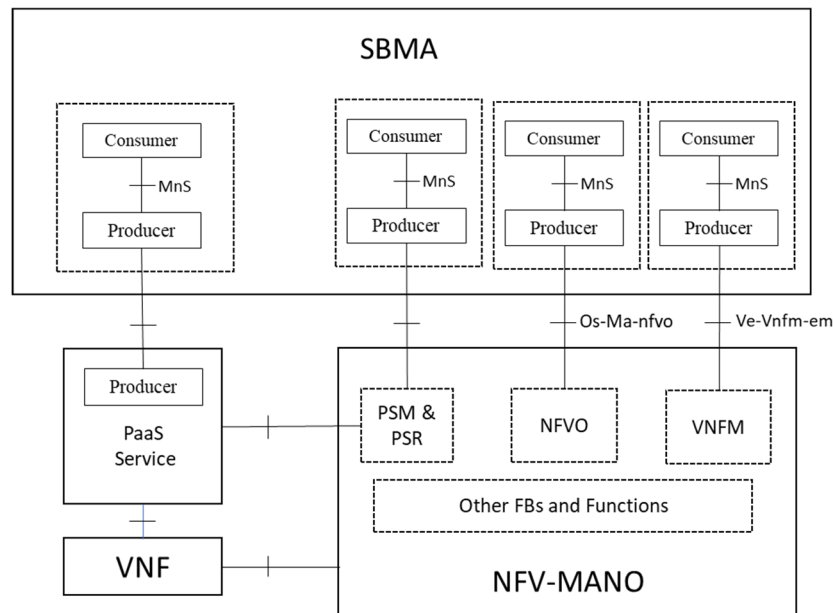 SBMA
Consumer
MnS
Producer
Consumer
MnS
Producer
Consumer
MnS
Producer
Consumer
MnS
Producer
Os-Ma-nfvo
Ve-Vnfm-em
Producer
PaaS
Service
VNF
PSM &
PSR
NFVO
VNFM
Other FBs and Functions
NFV-MANO